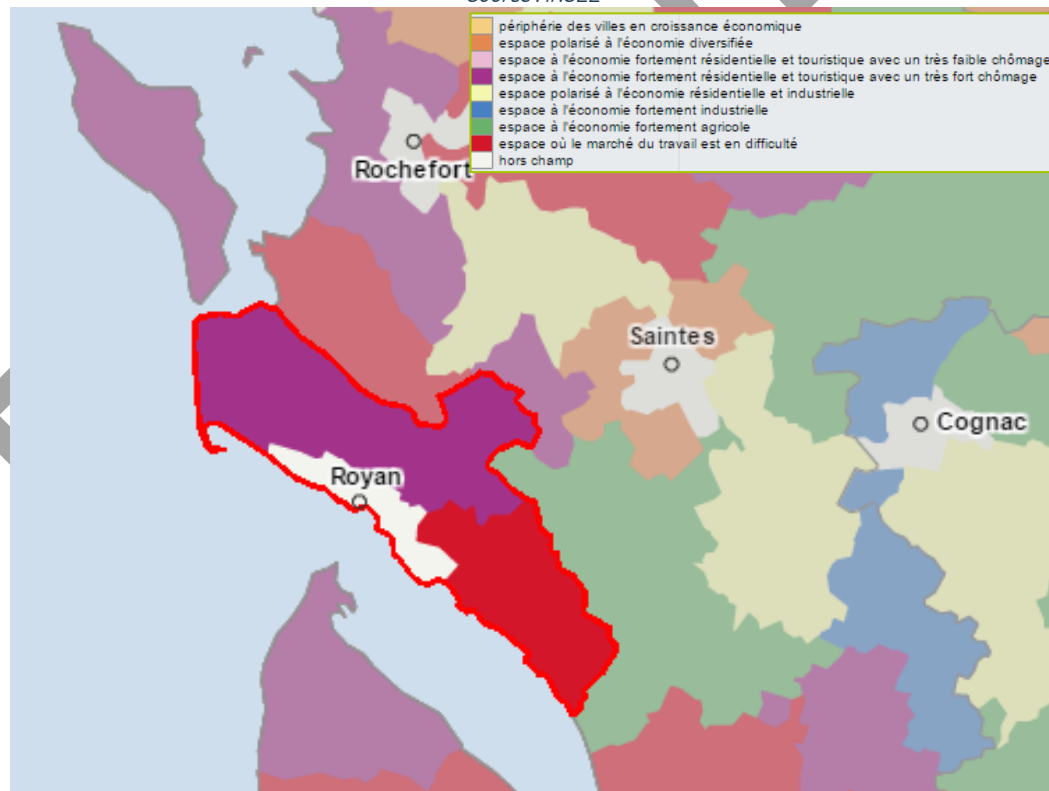 périphérie des villes en croissance économique
espace polarisé à l'économie diversifiée
espace à l'économie fortement résidentielle et touristique avec un très faible chômage
espace à l'économie fortement résidentielle et touristique avec un très fort chômage
espace polarisé à l'économie résidentielle et industrielle
espace à l'économie fortement industrielle
espace à l'économie fortement agricole
espace où le marché du travail est en difficulté
hors champ
Rochefort
Saintes
Cognac
Royan